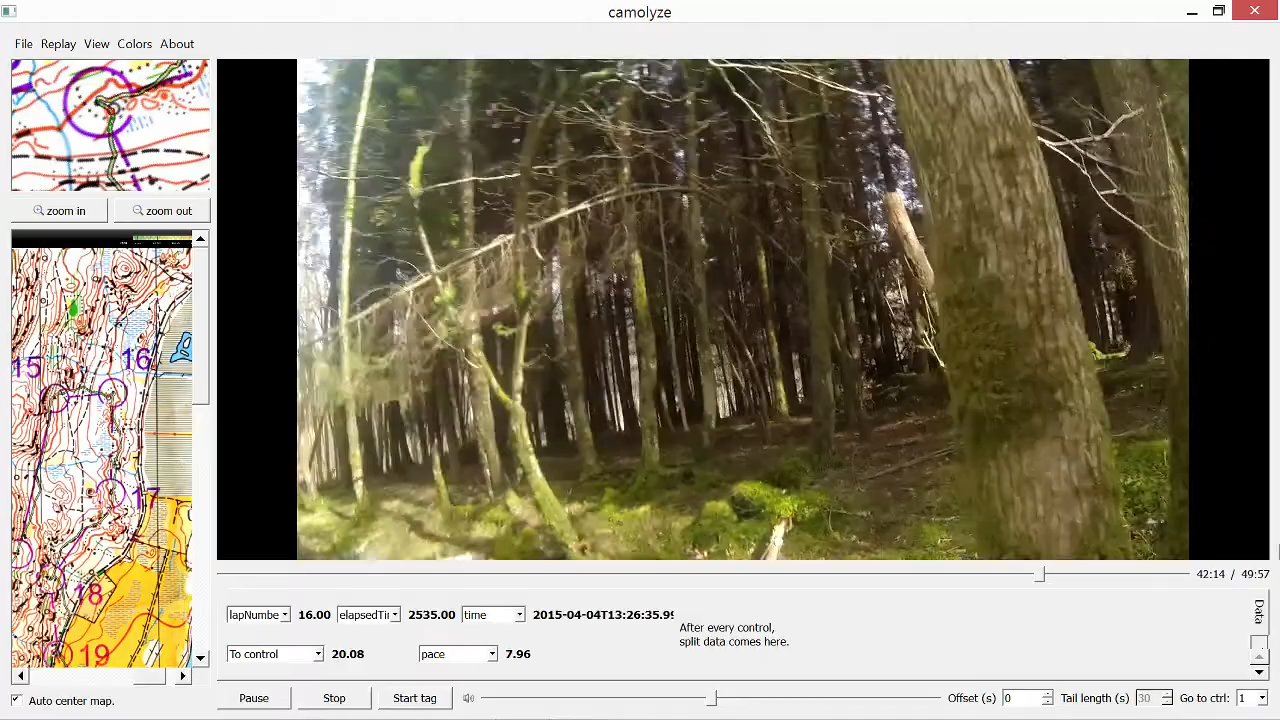 camolyze
File Replay View Colors About
zoom in zoom out
15
16
17
18
19
42:14 / 49:57
Data
lapNumbe 16.00 elapsedTii 2535.00 time 2015-04-04T13:26:35.99
After every control,
split data comes here.
To control 20.08 pace 7.96
Auto center map.
Pause Stop Start tag Offset (s) 0 Tail length (s) 30 Go to ctrl: 1